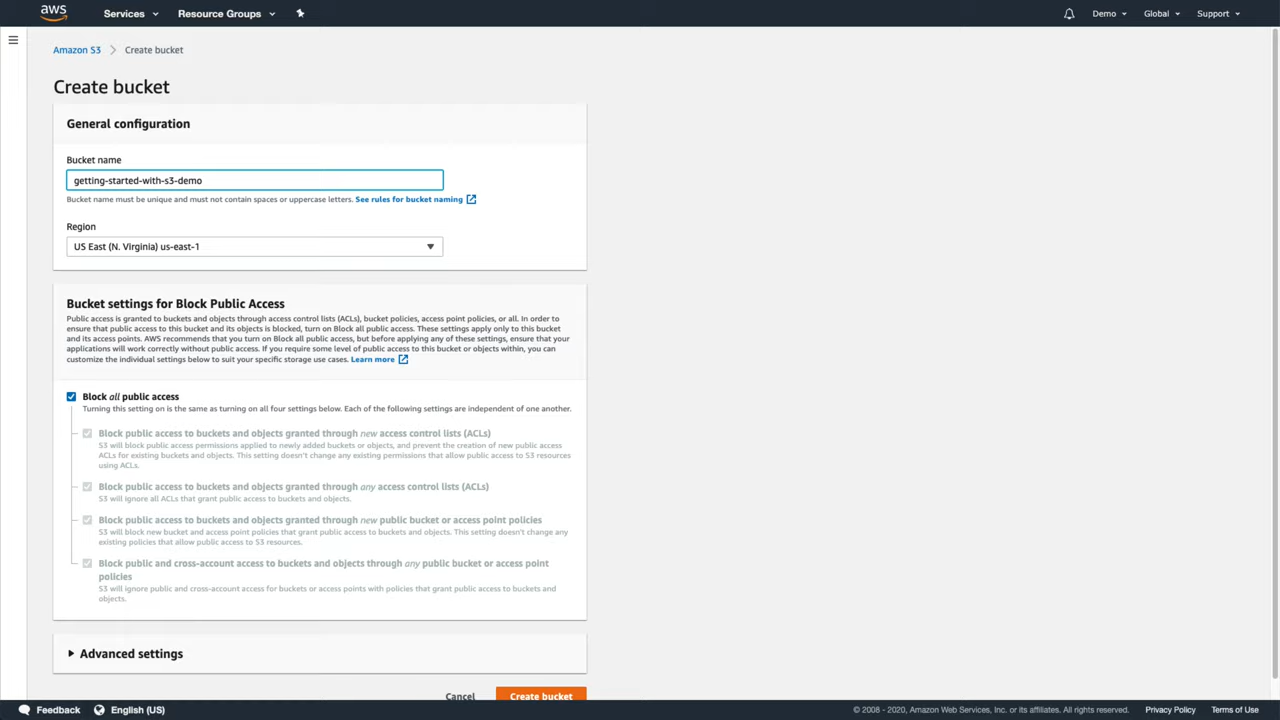 aws Services Resource Groups Demo Global Support
Amazon S3 Create bucket
Create bucket
General configuration
Bucket name
getting-started-with-s3-demo
Bucket name must be unique and must not contain spaces or uppercase letters. See rules for bucket naming
Region
US East (N. Virginia) us-east-1
Bucket settings for Block Public Access
Public access is granted to buckets and objects through access control lists (ACLs), bucket policies, access point policies, or all. In order to
ensure that public access to this bucket and its objects is blocked, turn on Block all public access. These settings apply only to this bucket
and its access points. AWS recommends that you turn on Block all public access, but before applying any of these settings, ensure that your
applications will work correctly without public access. If you require some level of public access to this bucket or objects within, you can
customize the individual settings below to suit your specific storage use cases. Learn more
Block all public access
Turning this setting on is the same as turning on all four settings below. Each of the following settings are independent of one another.
Block public access to buckets and objects granted through new access control lists (ACLs)
S3 will block public access permissions applied to newly added buckets or objects, and prevent the creation of new public access
ACLs for existing buckets and objects. This setting doesn't change any existing permissions that allow public access to S3 resources
using ACLs.
Block public access to buckets and objects granted through any access control lists (ACLs)
S3 will ignore all ACLs that grant public access to buckets and objects.
Block public access to buckets and objects granted through new public bucket or access point policies
S3 will block new bucket and access point policies that grant public access to buckets and objects. This setting doesn't change any
existing policies that allow public access to S3 resources.
Block public and cross-account access to buckets and objects through any public bucket or access point
policies
S3 will ignore public and cross-account access for buckets or access points with policies that grant public access to buckets and
objects.
Advanced settings
Cancel Create bucket
Feedback English (US) © 2008 - 2020, Amazon Web Services, Inc. or its affiliates. All rights reserved. Privacy Policy Terms of Use